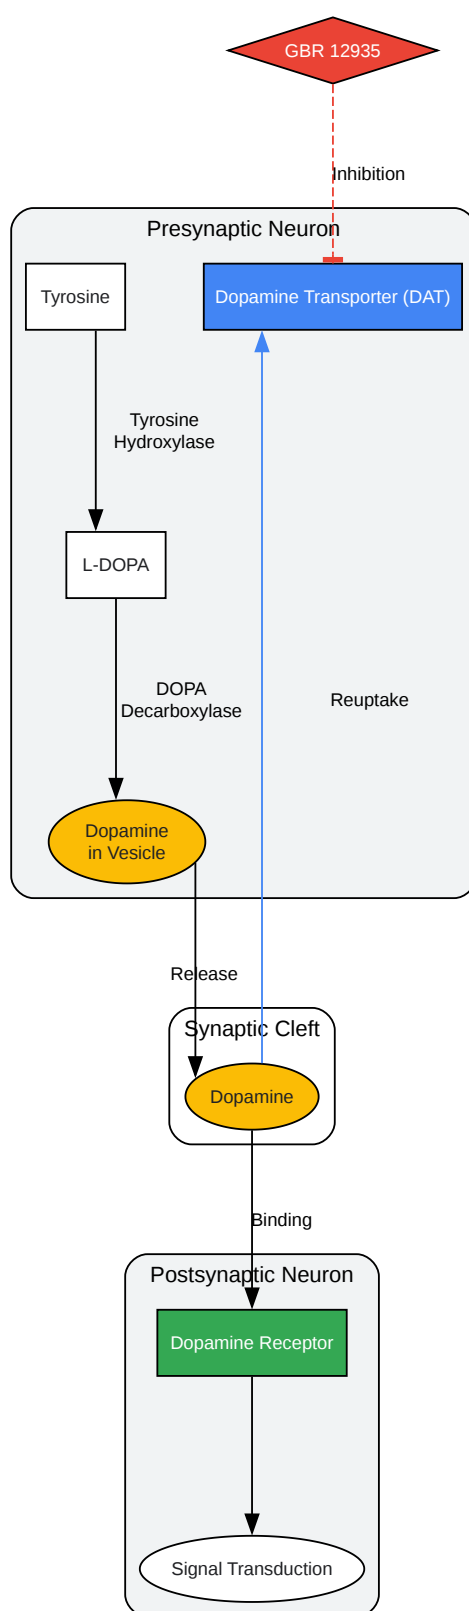 GBR 12935
Inhibition
Presynaptic Neuron
Tyrosine
Dopamine Transporter (DAT)
Tyrosine
Hydroxylase
L-DOPA
DOPA
Decarboxylase
Reuptake
Dopamine
in Vesicle
Release
Synaptic Cleft
Dopamine
Binding
Postsynaptic Neuron
Dopamine Receptor
Signal Transduction